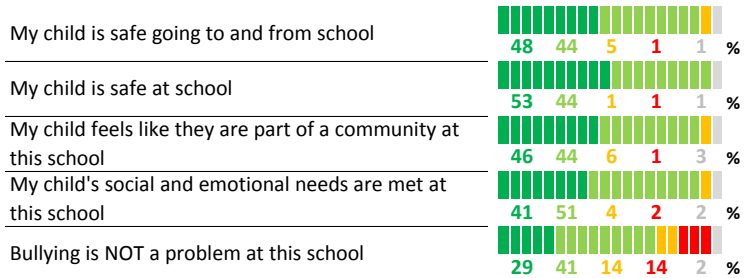 My child is safe going to and from school
48 44 5 1 1 %
My child is safe at school
53 44 1 1 1 %
My child feels like they are part of a community at
this school
46 44 6 1 3 %
My child's social and emotional needs are met at
this school
41 51 4 2 2 %
Bullying is NOT a problem at this school
29 41 14 14 2 %